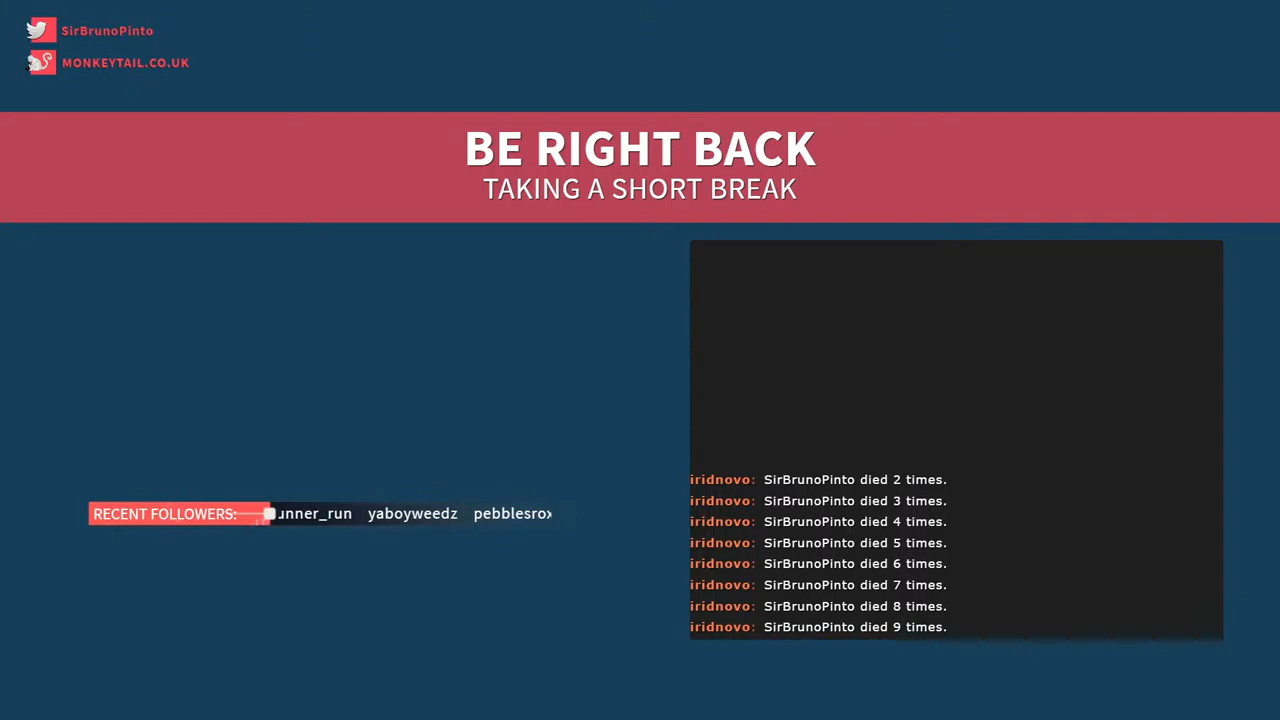 SirBrunoPinto
MONKEYTAIL.CO.UK
BE RIGHT BACK
TAKING A SHORT BREAK
iridnovo: SirBrunoPinto died 2 times.
iridnovo: SirBrunoPinto died 3 times.
iridnovo: SirBrunoPinto died 4 times.
RECENT FOLLOWERS: yaboyweedz
iridnovo: SirBrunoPinto died 5 times.
iridnovo: SirBrunoPinto died 6 times.
iridnovo: SirBrunoPinto died 7 times.
iridnovo: SirBrunoPinto died 8 times.
iridnovo: SirBrunoPinto died 9 times.